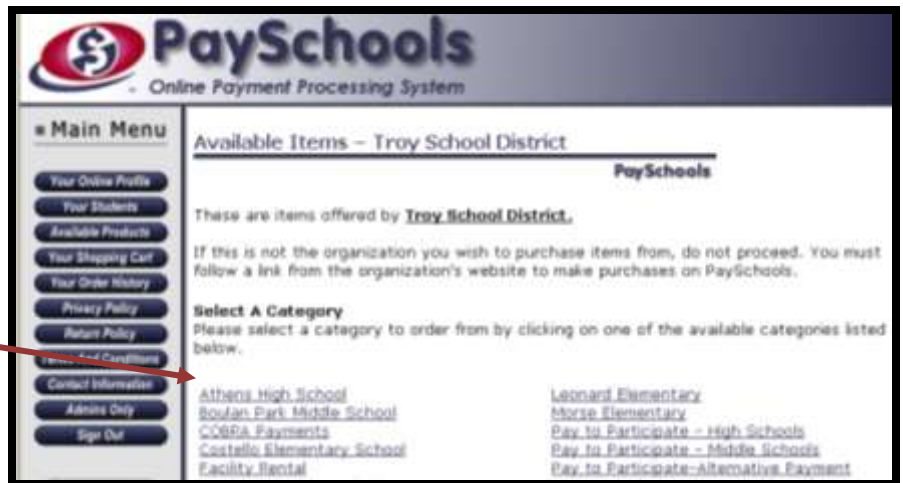 PaySchools
Online Payment Processing System
Main Menu
Your Online Profile
Your Students
Available Products
Your Shopping Cart
Your Order History
Privacy Policy
Return Policy
And Conditions
Contact Information
Admins Only
Sign Out
Available Items – Troy School District
PaySchools
These are items offered by Troy School District.
If this is not the organization you wish to purchase items from, do not proceed. You must
follow a link from the organization's website to make purchases on PaySchools.
Select A Category
Please select a category to order from by clicking on one of the available categories listed
below.
Athens High School
Boulan Park Middle School
COBRA Payments
Costello Elementary School
Facility Rental
Leonard Elementary
Morse Elementary
Pay to Participate – High Schools
Pay to Participate – Middle Schools
Pay to Participate-Alternative Payment